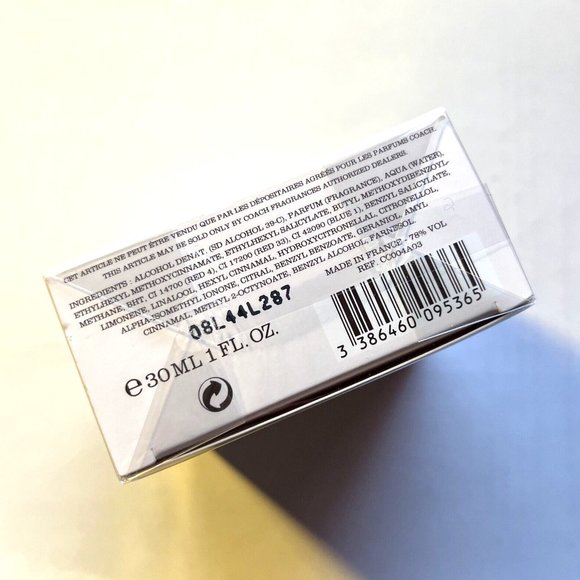 CET ARTICLE NE PEUT ÊTRE VENDU QUE PAR LES DÉPOSITAIRES AGRÉÉS POUR LES PARFUMS COACH.
THIS ARTICLE MAY BE SOLD ONLY BY COACH FRAGRANCES AUTHORIZED DEALERS.
INGREDIENTS : ALCOHOL DENAT. (SD ALCOHOL 39-C), PARFUM (FRAGRANCE), AQUA (WATER),
ETHYLHEXYL METHOXYCINNAMATE, ETHYLHEXYL SALICYLATE, BUTYL METHOXYDIBENZOYL-
METHANE, BHT, CI 14700 (RED 4), CI 17200 (RED 33), CI 42090 (BLUE 1), BENZYL SALICYLATE,
LIMONEINE, LINALOOL, HEXYL CINNAMAL, HYDROXYCITRONELLAL, CITRONELLOL,
ALPHA-ISOMETHYL IONONE, CITRAL, BENZYL BENZOATE, GERANIOL, AMYL
CINNAMAL, METHYL 2-OCTYNOATE, BENZYL ALCOHOL, FARNESOL.
MADE IN FRANCE - 78% VOL
REF. CC004A03
08L44L287
e 30 ML 1 FL. OZ.
3 386460 095365